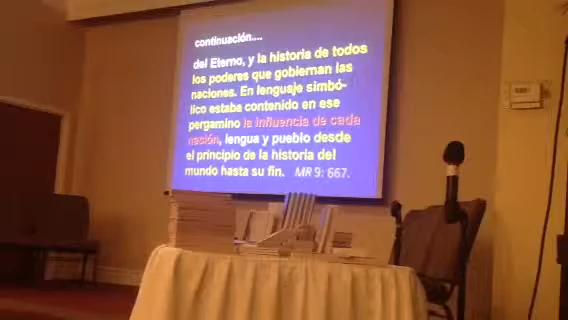 continuación....
del Eterno, y la historia de todos
los poderes que gobiernan las
naciones. En lenguaje simbó-
lico estaba contenido en ese
pergamino la influencia de cada
nación, lengua y pueblo desde
el principio de la historia del
mundo hasta su fin. MR 9: 667.